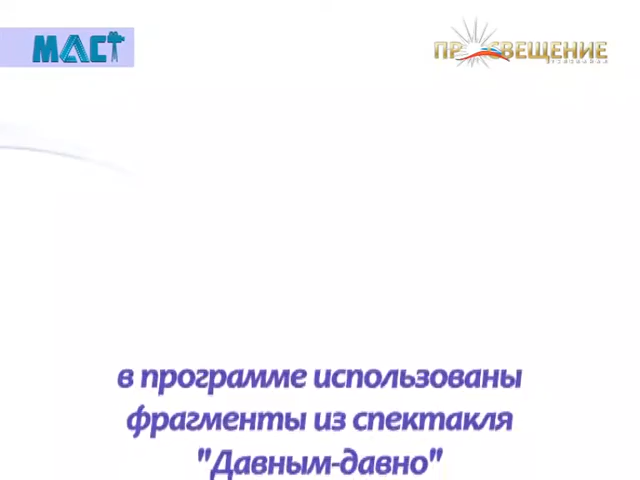 МАСТ
ПРОСВЕЩЕНИЕ
в программе использованы
фрагменты из спектакля
"Давным-давно"